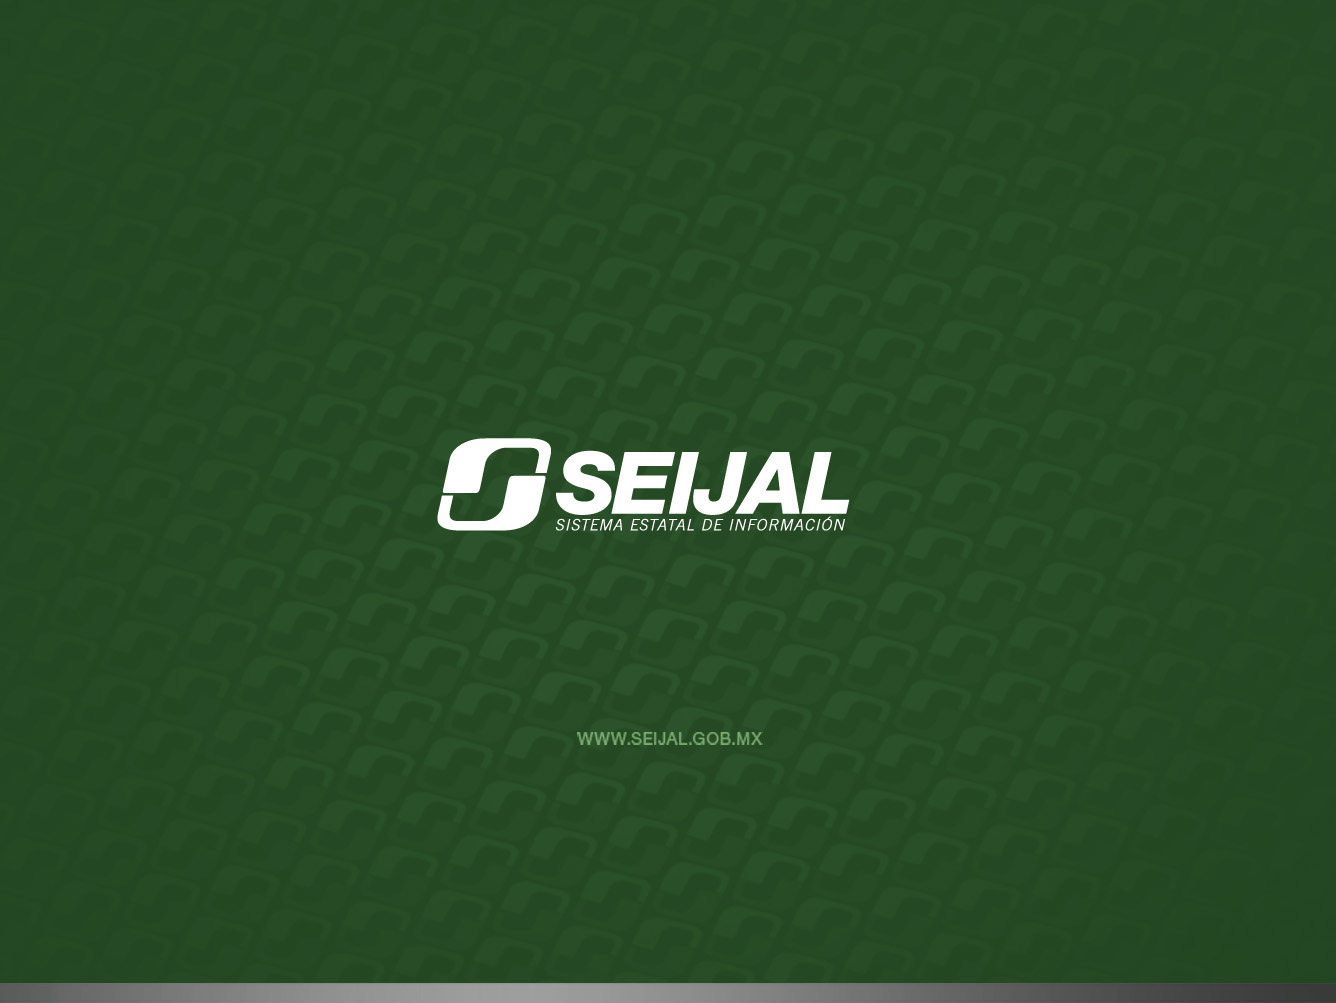 SEIJAL
SISTEMA ESTATAL DE INFORMACIÓN
WWW.SEIJAL.GOB.MX